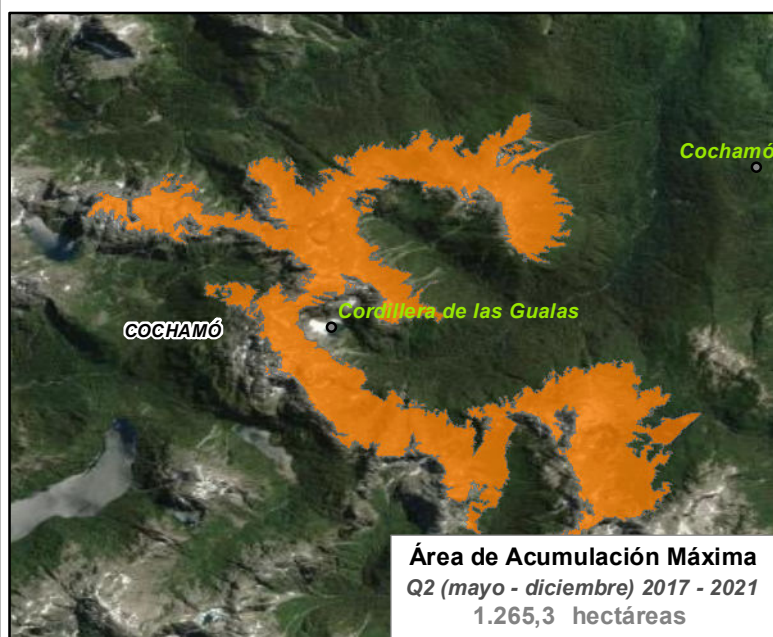 Cochamó
Cordillera de las Gualas
COCHAMÓ
Área de Acumulación Máxima
Q2 (mayo - diciembre) 2017 - 2021
1.265,3 hectáreas